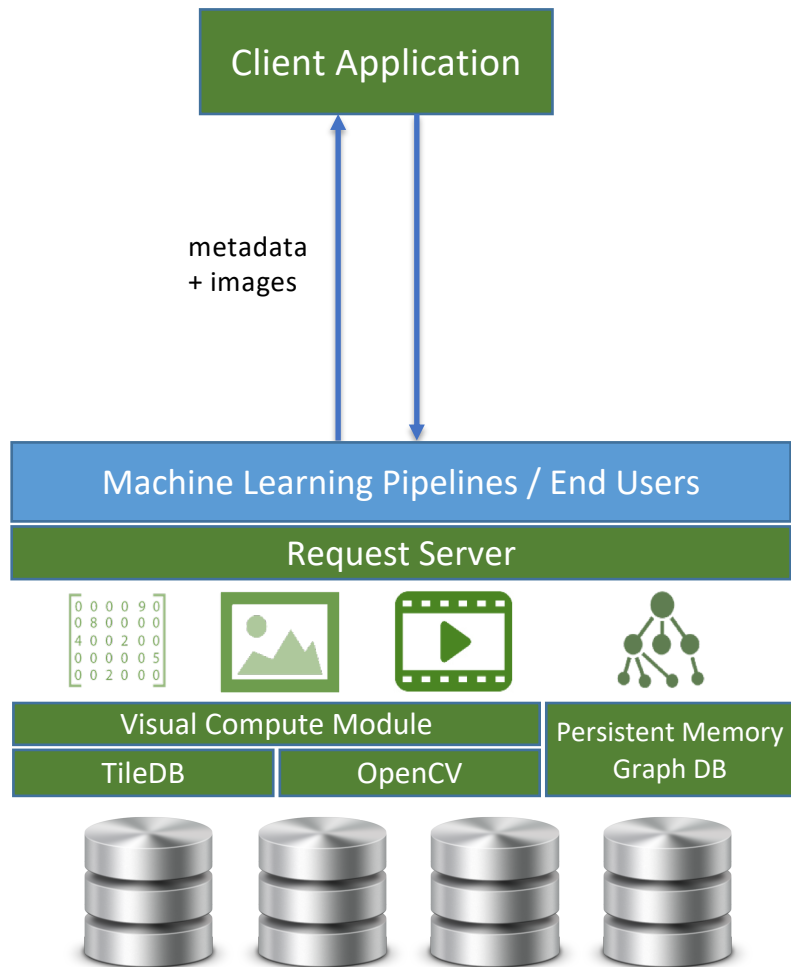 Client Application
metadata
+ images
Machine Learning Pipelines / End Users
Request Server
0 0 0 0 9 0
0 8 0 0 0 0
4 0 0 2 0 0
0 0 0 0 0 5
0 0 2 0 0 0
Visual Compute Module
Persistent Memory
Graph DB
TileDB
OpenCV